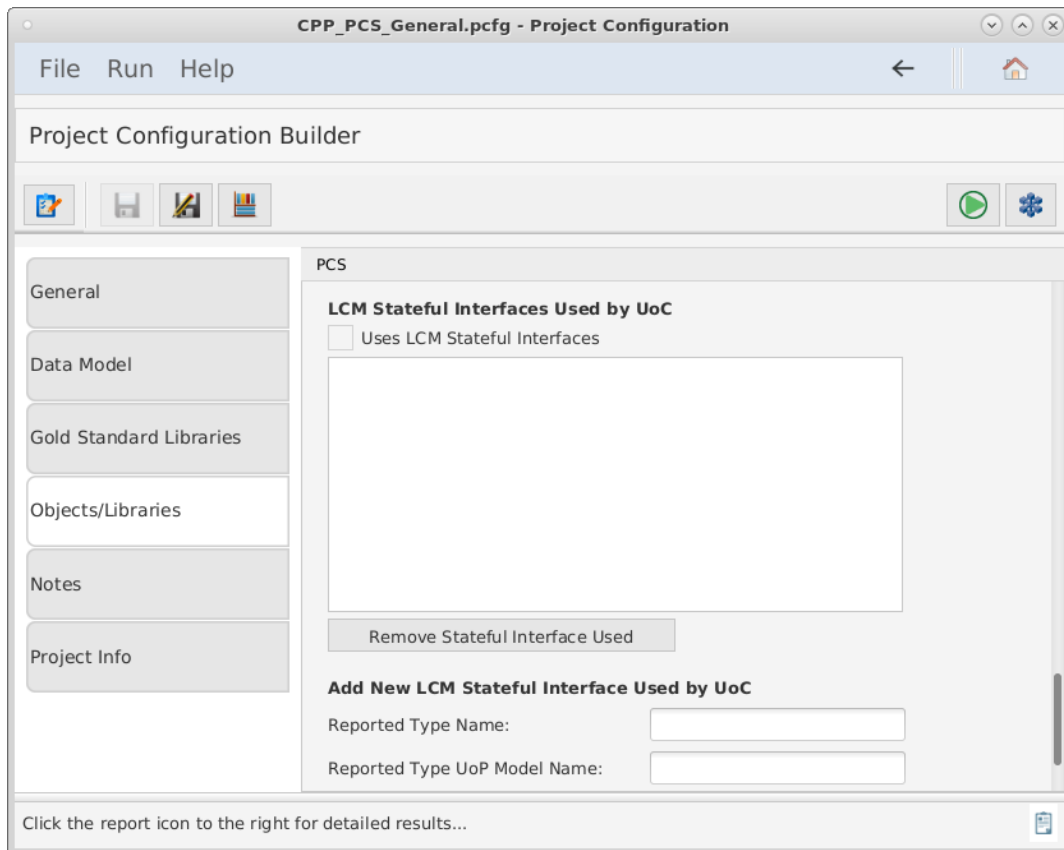 CPP_PCS_General.pcfg - Project Configuration
File Run Help
Project Configuration Builder
PCS
General
Data Model
Gold Standard Libraries
Objects/Libraries
Notes
Project Info
LCM Stateful Interfaces Used by UoC
Uses LCM Stateful Interfaces
Remove Stateful Interface Used
Add New LCM Stateful Interface Used by UoC
Reported Type Name:
Reported Type UoP Model Name:
Click the report icon to the right for detailed results...